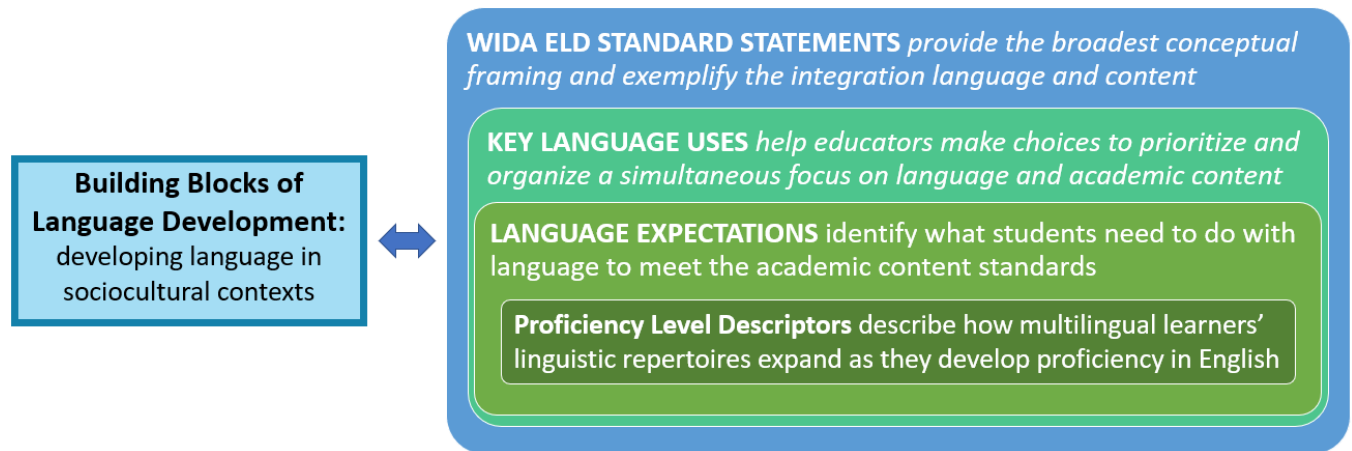 Building Blocks of
Language Development:
developing language in
sociocultural contexts
WIDA ELD STANDARD STATEMENTS provide the broadest conceptual
framing and exemplify the integration language and content
KEY LANGUAGE USES help educators make choices to prioritize and
organize a simultaneous focus on language and academic content
LANGUAGE EXPECTATIONS identify what students need to do with
language to meet the academic content standards
Proficiency Level Descriptors describe how multilingual learners’
linguistic repertoires expand as they develop proficiency in English